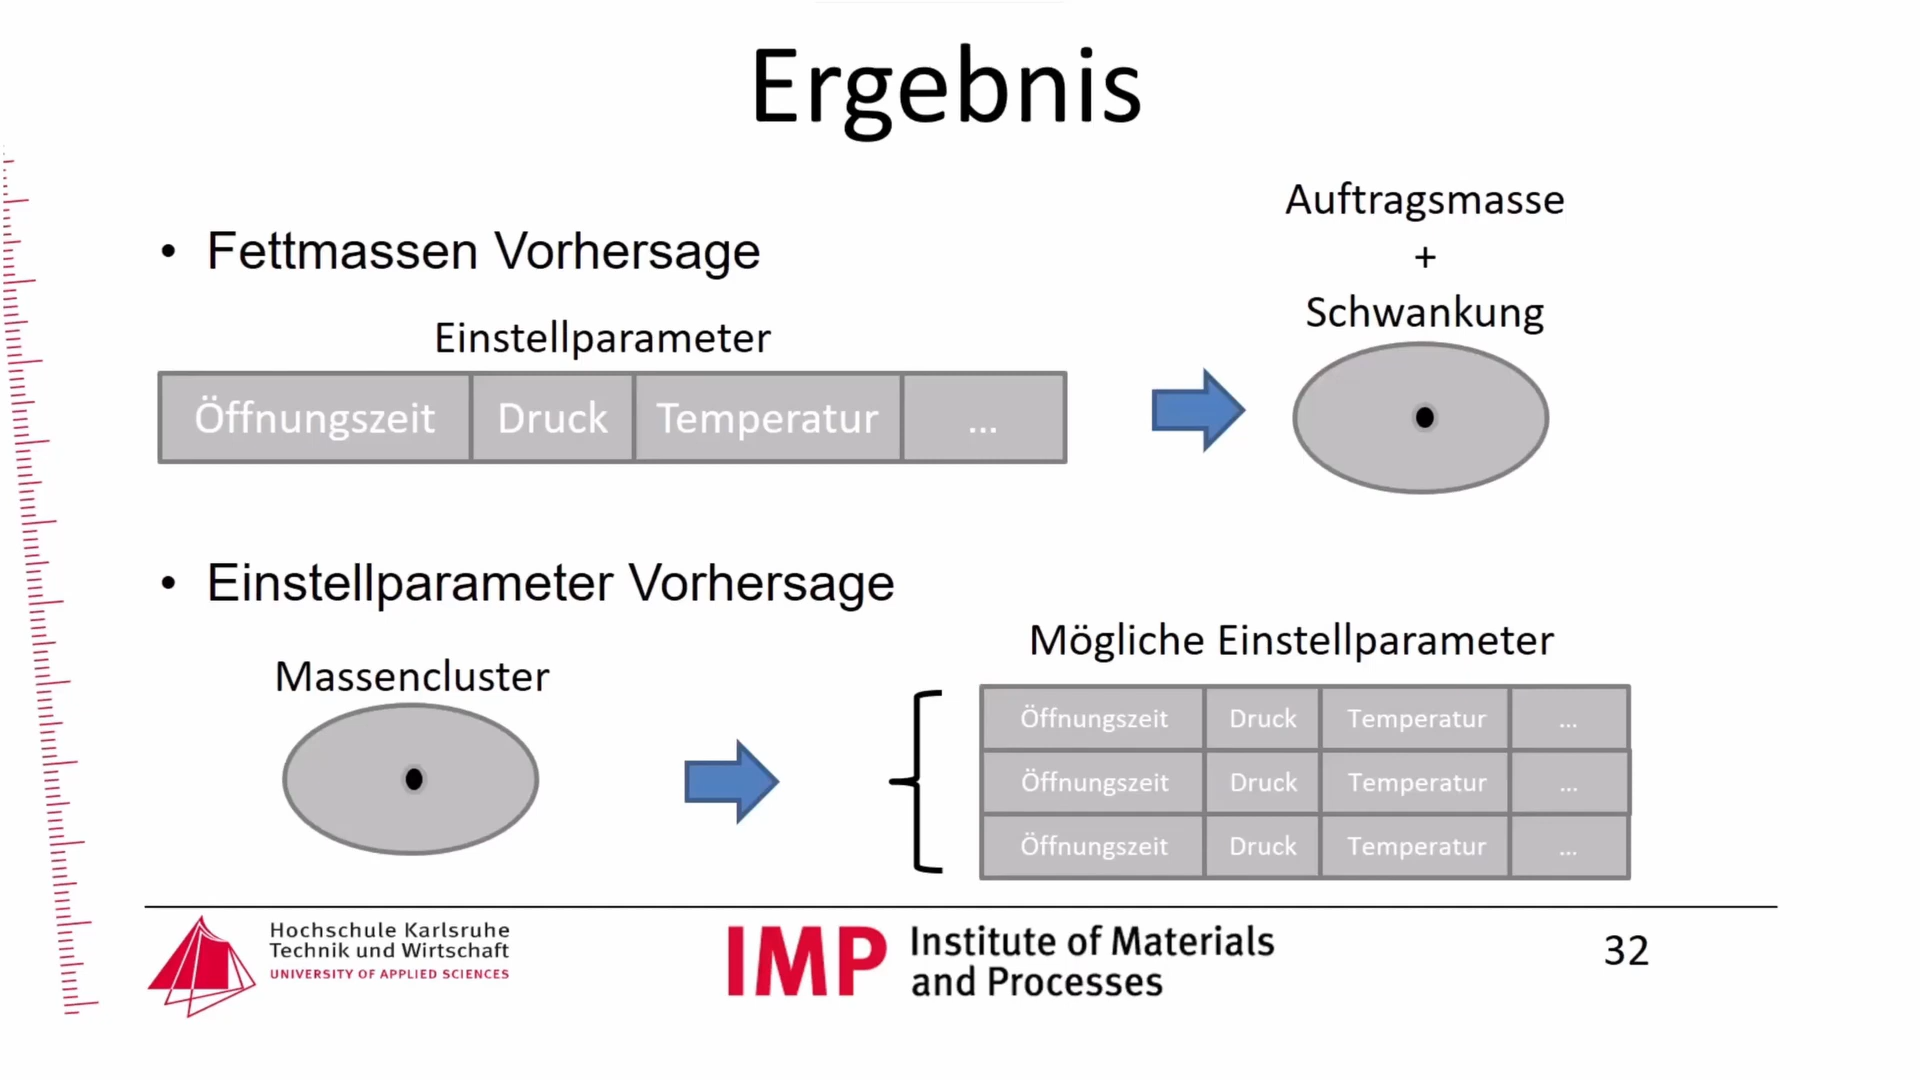 Ergebnis
• Fettmassen Vorhersage
Auftragsmasse
+
Schwankung
Einstellparameter
Öffnungszeit Druck Temperatur ...
• Einstellparameter Vorhersage
Massencluster
Mögliche Einstellparameter
Öffnungszeit Druck Temperatur ...
Öffnungszeit Druck Temperatur ...
Öffnungszeit Druck Temperatur ...
Hochschule Karlsruhe
Technik und Wirtschaft
UNIVERSITY OF APPLIED SCIENCES
IMP
Institute of Materials
and Processes
32